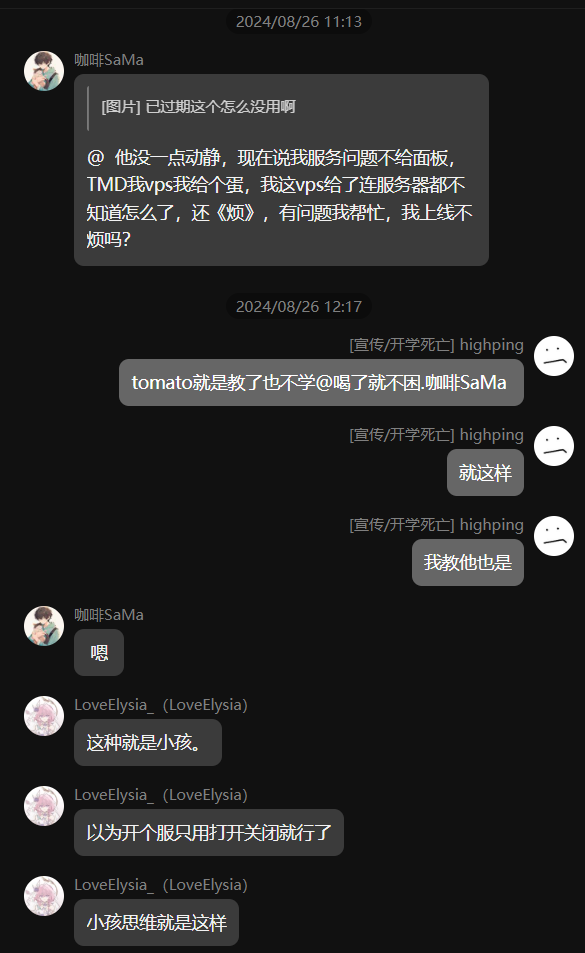 2024/08/26 11:13
咖啡SaMa
[图片] 已过期这个怎么没用啊
@ 他没一点动静，现在说我服务问题不给面板，
TMD我vps我给个蛋，我这vps给了连服务器都不
知道怎么了，还《烦》，有问题我帮忙，我上线不
烦吗？
2024/08/26 12:17
[宣传/开学死亡] highping
tomato就是教了也不学@喝了就不困.咖啡SaMa
[宣传/开学死亡] highping
就这样
[宣传/开学死亡] highping
我教他也是
咖啡SaMa
嗯
LoveElysia_（LoveElysia）
这种就是小孩。
LoveElysia_（LoveElysia）
以为开个服只用打开关闭就行了
LoveElysia_（LoveElysia）
小孩思维就是这样